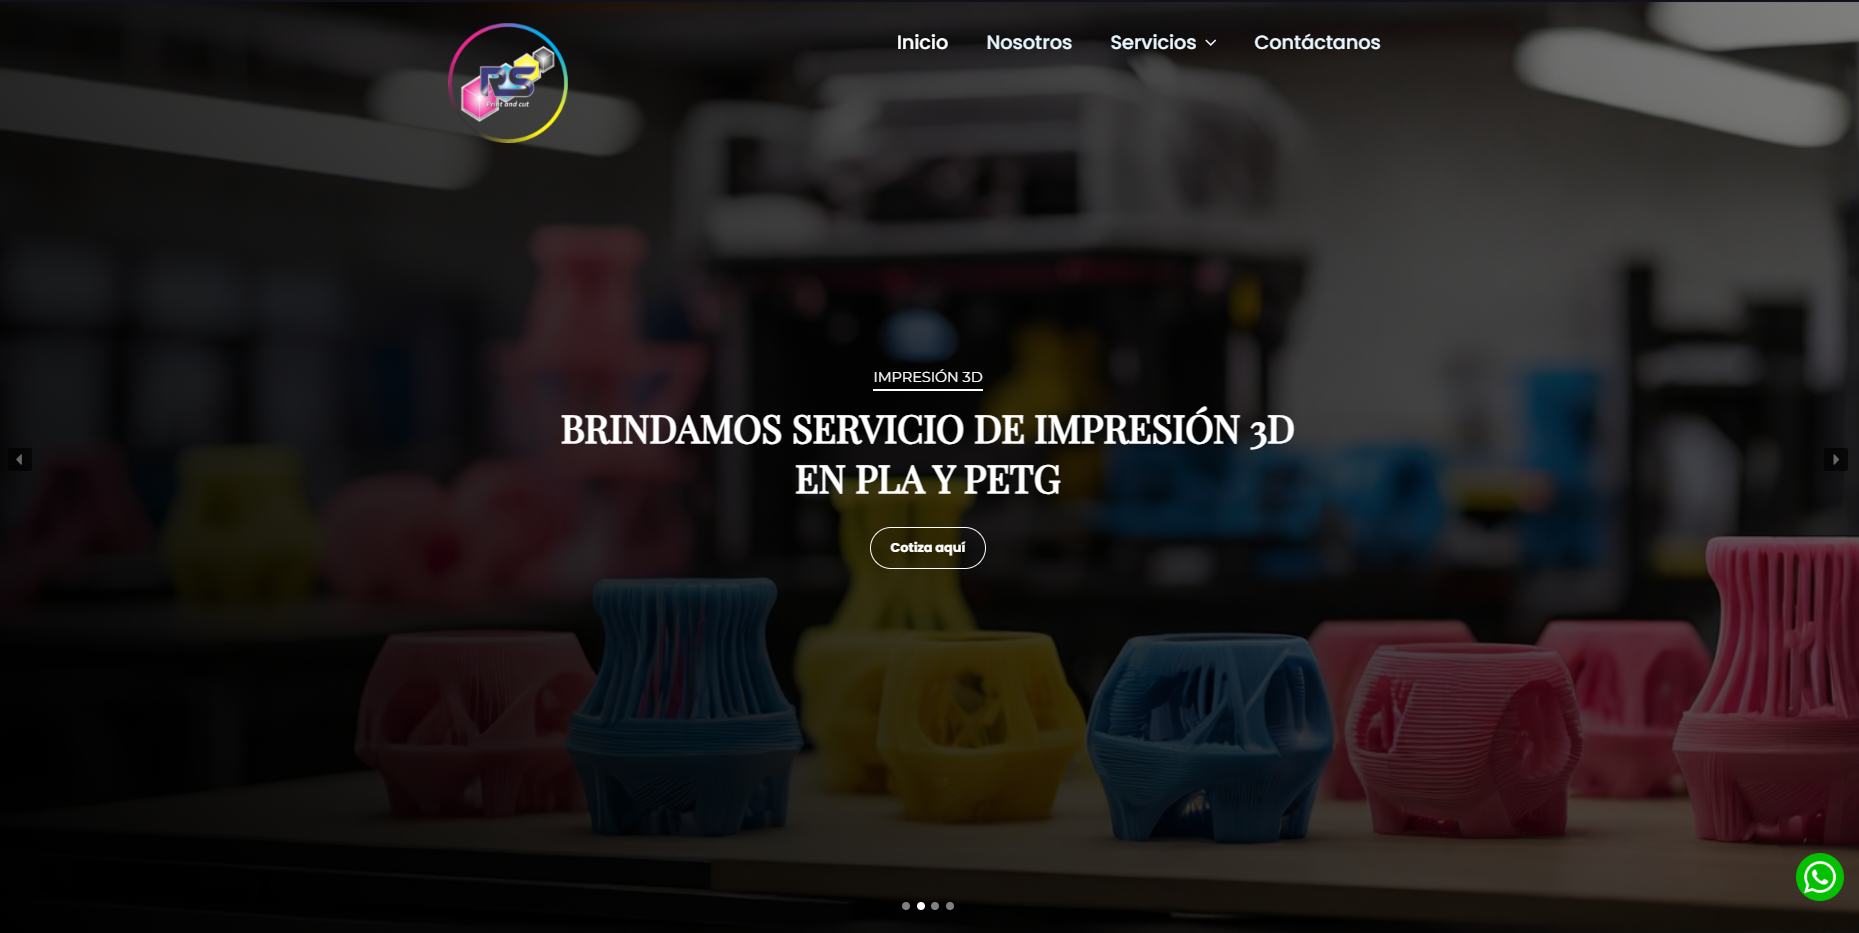 RS
Print and cut
Inicio
Nosotros
Servicios
Contáctanos
IMPRESIÓN 3D
BRINDAMOS SERVICIO DE IMPRESIÓN 3D
EN PLA Y PETG
Cotiza aquí